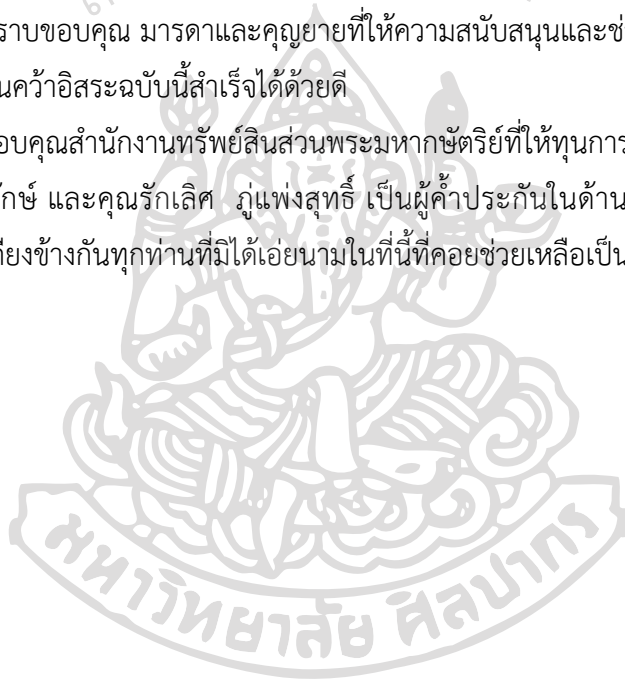 ราบขอบคุณ มารดาและคุณยายที่ให้ความสนับสนุนและช่
นคว้าอิสระฉบับนี้สำเร็จได้ด้วยดี
อบคุณสำนักงานทรัพย์สินส่วนพระมหากษัตริย์ที่ให้ทุนการ
ักษ์ และคุณรักเลิศ ภู่แพ่งสุทธิ์ เป็นผู้ค้ำประกันในด้าน
คียงข้างกันทุกท่านที่มิได้เอ่ยนามในที่นี้ที่คอยช่วยเหลือเป็น
มหาวิทยาลัย ศิลปากร